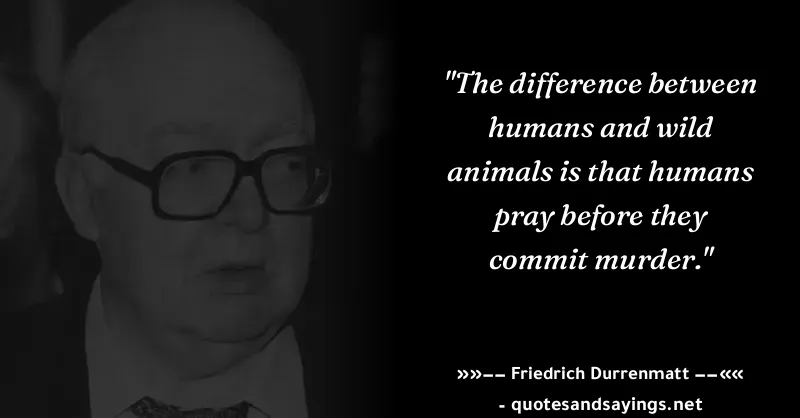 "The difference between
humans and wild
animals is that humans
pray before they
commit murder."
»»-- Friedrich Durrenmatt --««
- quotesandsayings.net